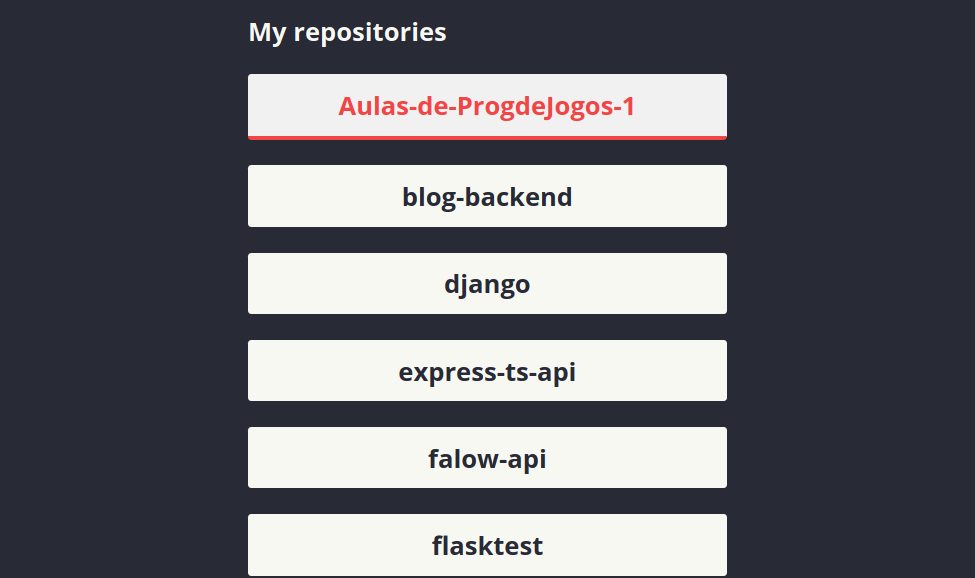 My repositories
Aulas-de-ProgdeJogos-1
blog-backend
django
express-ts-api
falow-api
flasktest